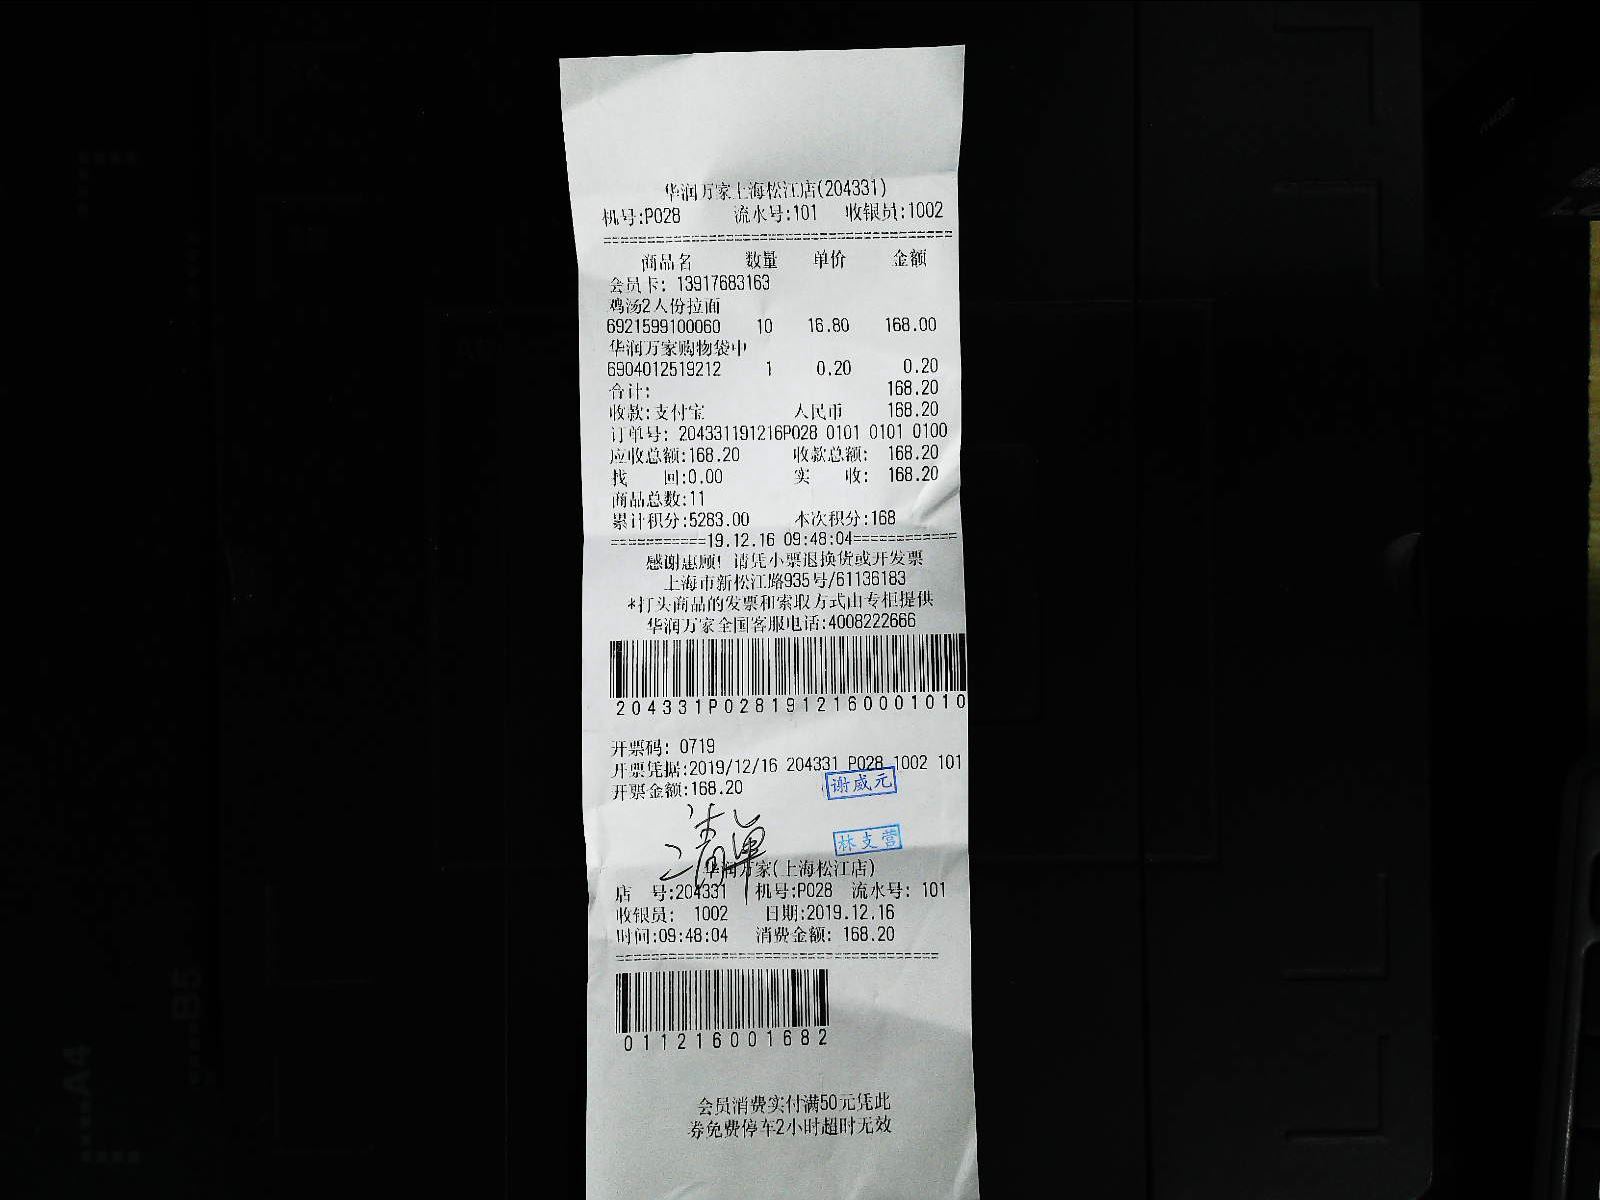 华润万家上海松江店(204331)
机号:P028 流水号:101 收银员:1002
================================================
商品名 数量 单价 金额
会员卡: 13917683163
鸡汤2人份拉面
6921599100060 10 16.80 168.00
华润万家购物袋中
6904012519212 1 0.20 0.20
合计: 168.20
收款:支付宝 人民币 168.20
订单号: 204331191216P028 0101 0101 0100
应收总额:168.20 收款总额: 168.20
找 回:0.00 实 收: 168.20
商品总数:11
累计积分:5283.00 本次积分:168
===========19.12.16 09:48:04============
感谢惠顾! 请凭小票退换货或开发票
上海市新松江路935号/61136183
*打头商品的发票和索取方式由专柜提供
华润万家全国客服电话:4008222666
204331P0281912160001010
开票码: 0719
开票凭据:2019/12/16 204331 P028 1002 101
开票金额:168.20
谢威元
清单
林支营
华润万家(上海松江店)
店 号:204331 机号:P028 流水号: 101
收银员: 1002 日期:2019.12.16
时间:09:48:04 消费金额: 168.20
================================================
011216001682
会员消费实付满50元凭此
券免费停车2小时超时无效
A4
B5